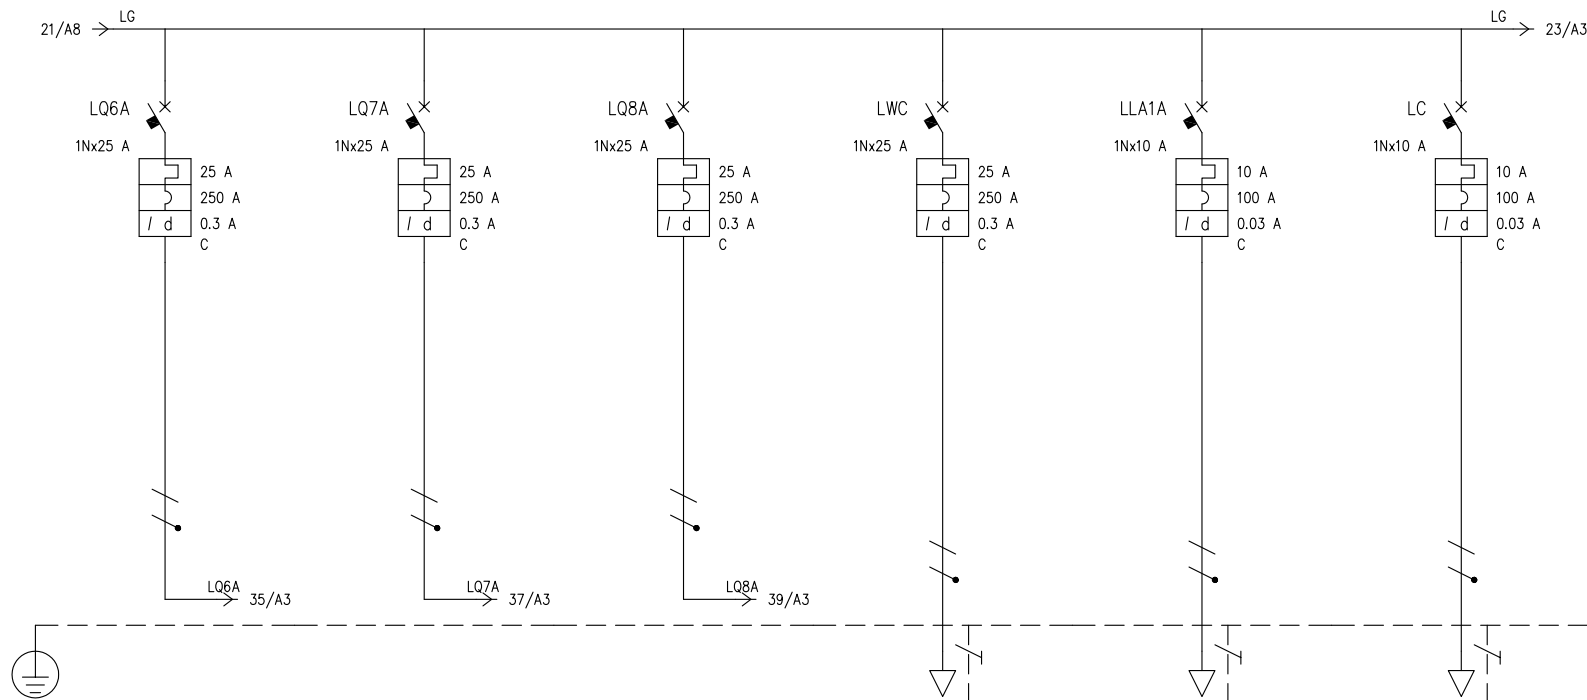 LG LG
21/A8 23/A3
LQ6A LQ7A LQ8A LWC LLA1A LC
1Nx25 A 1Nx25 A 1Nx25 A 1Nx25 A 1Nx10 A 1Nx10 A
25 A 25 A 25 A 25 A 10 A 10 A
250 A 250 A 250 A 250 A 100 A 100 A
I d 0.3 A I d 0.3 A I d 0.3 A I d 0.3 A I d 0.03 A I d 0.03 A
C C C C C C
LQ6A LQ7A LQ8A
35/A3 37/A3 39/A3